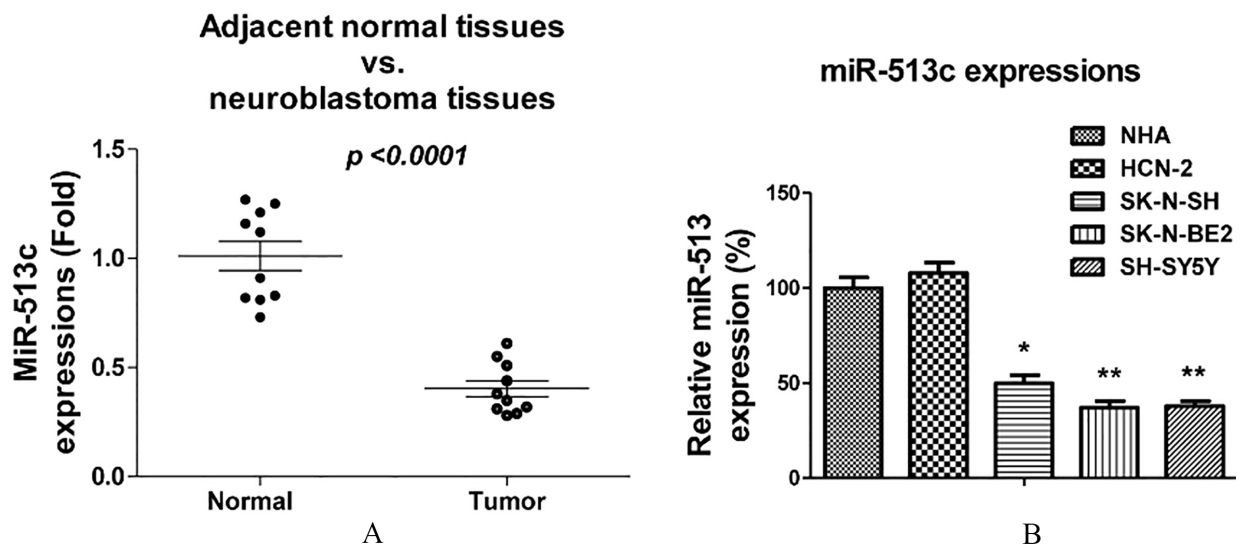 Adjacent normal tissues
vs.
neuroblastoma tissues
p <0.0001
MiR-513c
expressions (Fold)
1.5
1.0
0.5
0.0
Normal
Tumor
A
miR-513c expressions
NHA
HCN-2
SK-N-SH
SK-N-BE2
SH-SY5Y
Relative miR-513
expression (%)
150
100
50
0
*
**
**
B